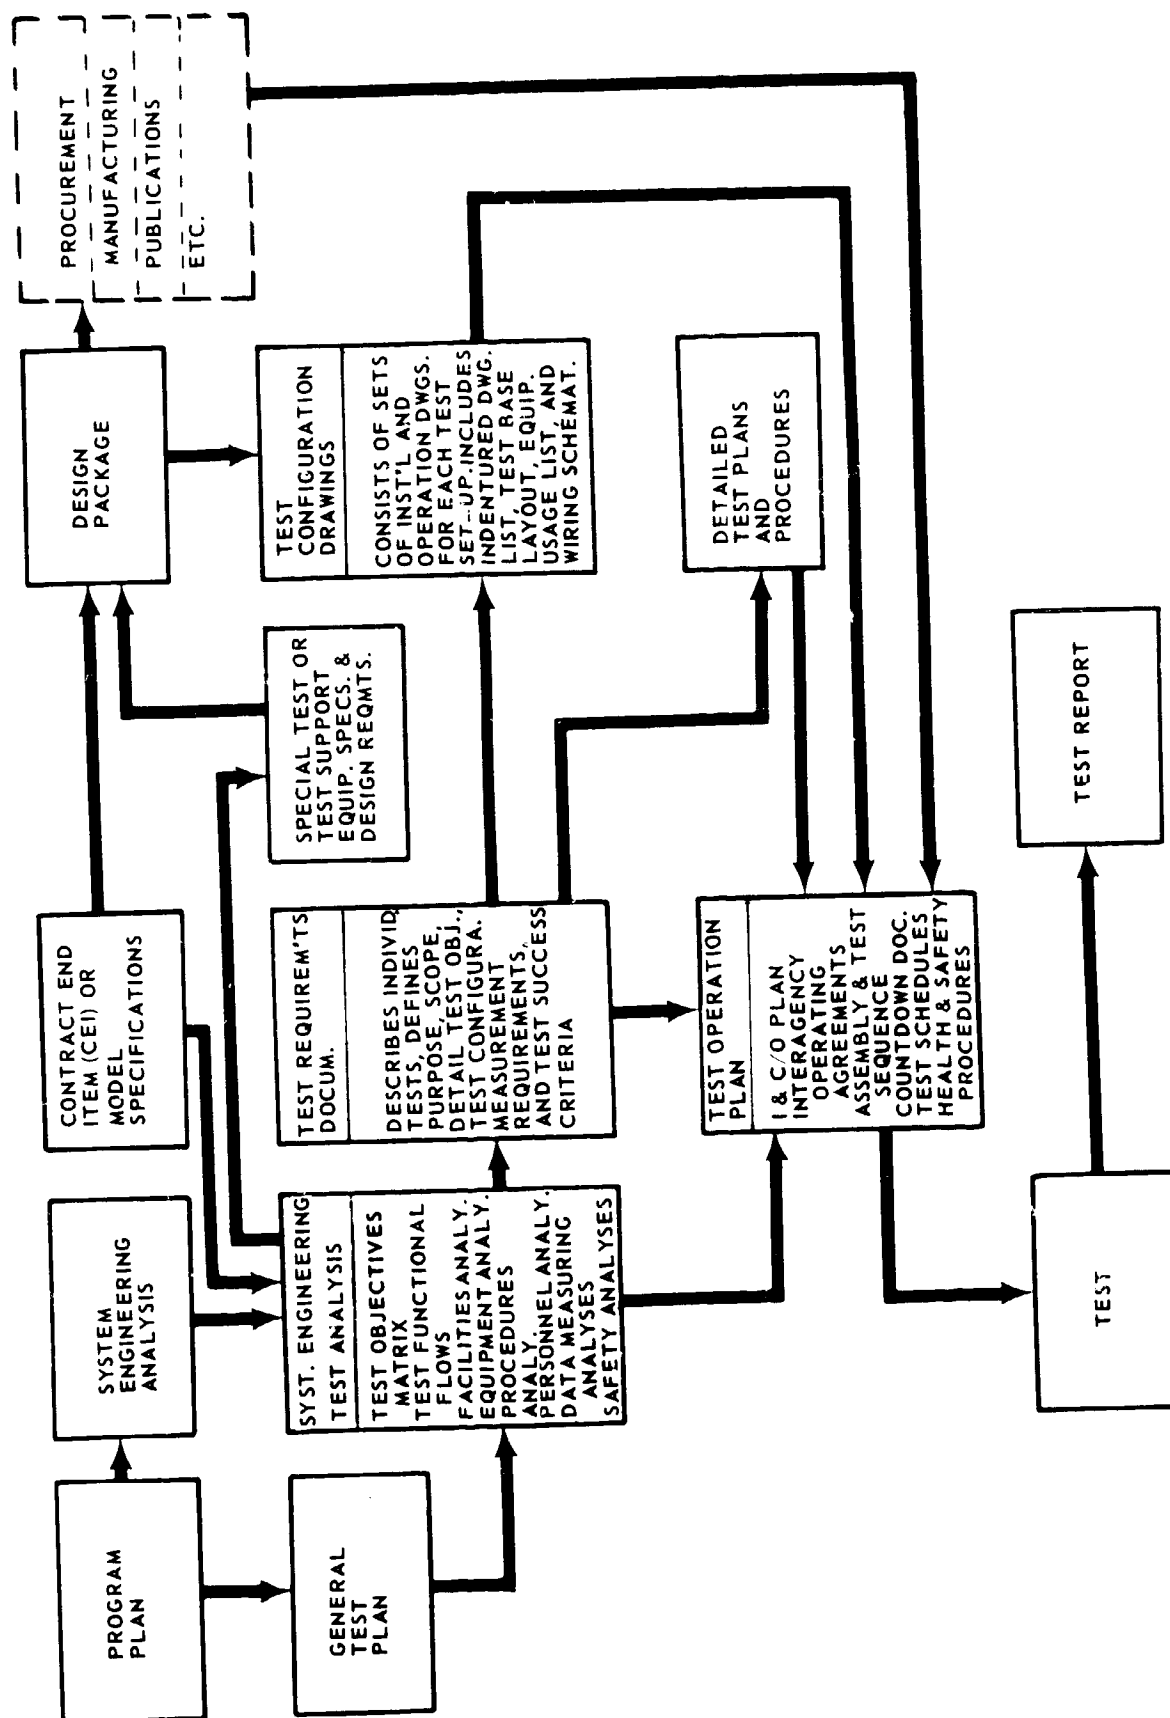 PROGRAM
PLAN
SYSTEM
ENGINEERING
ANALYSIS
CONTRACT END
ITEM (CEI) OR
MODEL
SPECIFICATIONS
DESIGN
PACKAGE
PROCUREMENT
MANUFACTURING
PUBLICATIONS
ETC.
GENERAL
TEST
PLAN
SYST. ENGINEERING
TEST ANALYSIS
TEST OBJECTIVES
MATRIX
TEST FUNCTIONAL
FLOWS
FACILITIES ANALY.
EQUIPMENT ANALY.
PROCEDURES
ANALY.
PERSONNEL ANALY.
DATA MEASURING
ANALYSES
SAFETY ANALYSES
TEST REQUIREM'TS
DOCUM.
DESCRIBES INDIVID
TESTS, DEFINES
PURPOSE, SCOPE,
DETAIL TEST OBJ.,
TEST CONFIGURA.
MEASUREMENT
REQUIREMENTS,
AND TEST SUCCESS
CRITERIA
SPECIAL TEST OR
TEST SUPPORT
EQUIP. SPECS. &
DESIGN REQMTS.
TEST
CONFIGURATION
DRAWINGS
CONSISTS OF SETS
OF INST'L AND
OPERATION DWGS.
FOR EACH TEST
SET-UP. INCLUDES
INDENTURED DWG.
LIST, TEST BASE
LAYOUT, EQUIP.
USAGE LIST, AND
WIRING SCHEMAT.
TEST OPERATION
PLAN
I & C/O PLAN
INTERAGENCY
OPERATING
AGREEMENTS
ASSEMBLY & TEST
SEQUENCE
COUNTDOWN DOC.
TEST SCHEDULES
HEALTH & SAFETY
PROCEDURES
DETAILED
TEST PLANS
AND
PROCEDURES
TEST
TEST REPORT